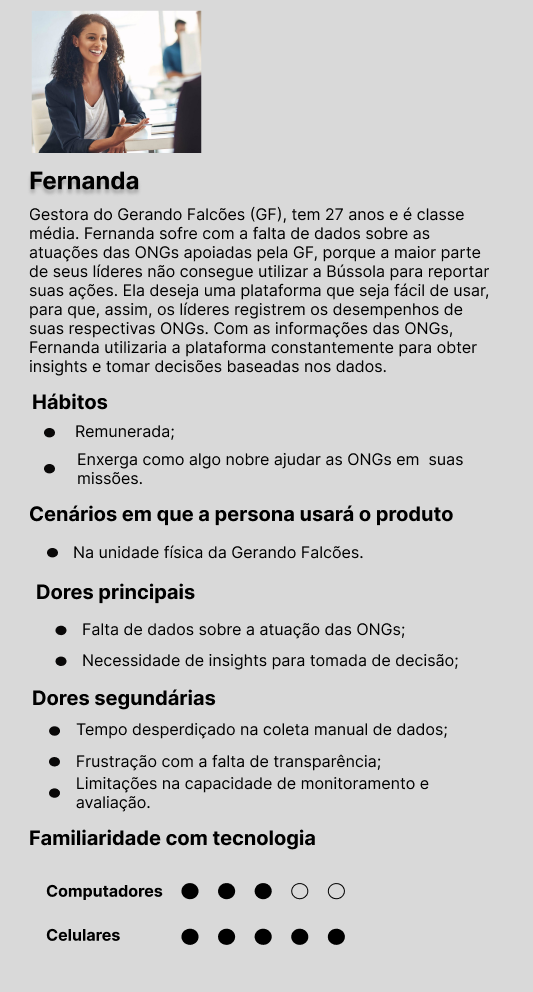 Fernanda
Gestora do Gerando Falcões (GF), tem 27 anos e é classe
média. Fernanda sofre com a falta de dados sobre as
atuações das ONGs apoiadas pela GF, porque a maior parte
de seus líderes não consegue utilizar a Bússola para reportar
suas ações. Ela deseja uma plataforma que seja fácil de usar,
para que, assim, os líderes registrem os desempenhos de
suas respectivas ONGs. Com as informações das ONGs,
Fernanda utilizaria a plataforma constantemente para obter
insights e tomar decisões baseadas nos dados.
Hábitos
Remunerada;
Enxerga como algo nobre ajudar as ONGs em  suas
missões.
Cenários em que a persona usará o produto
Na unidade física da Gerando Falcões.
Dores principais
Falta de dados sobre a atuação das ONGs;
Necessidade de insights para tomada de decisão;
Dores segundárias
Tempo desperdiçado na coleta manual de dados;
Frustração com a falta de transparência;
Limitações na capacidade de monitoramento e
avaliação.
Familiaridade com tecnologia
Computadores
Celulares